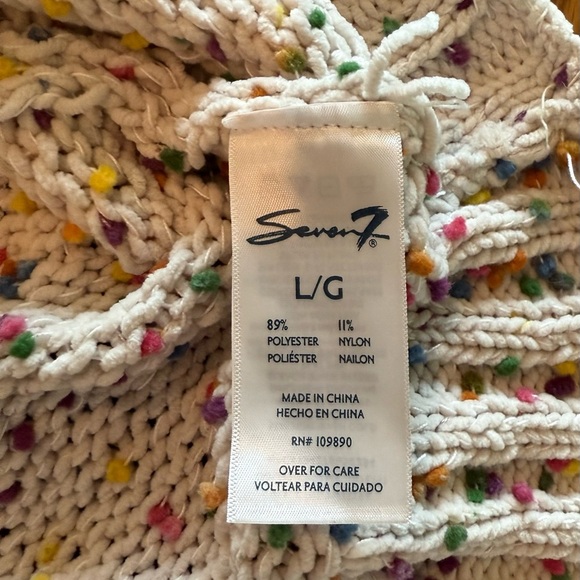 Seven7®
L/G
89% 11%
POLYESTER NYLON
POLIÉSTER NAILON
MADE IN CHINA
HECHO EN CHINA
RN# 109890
OVER FOR CARE
VOLTEAR PARA CUIDADO